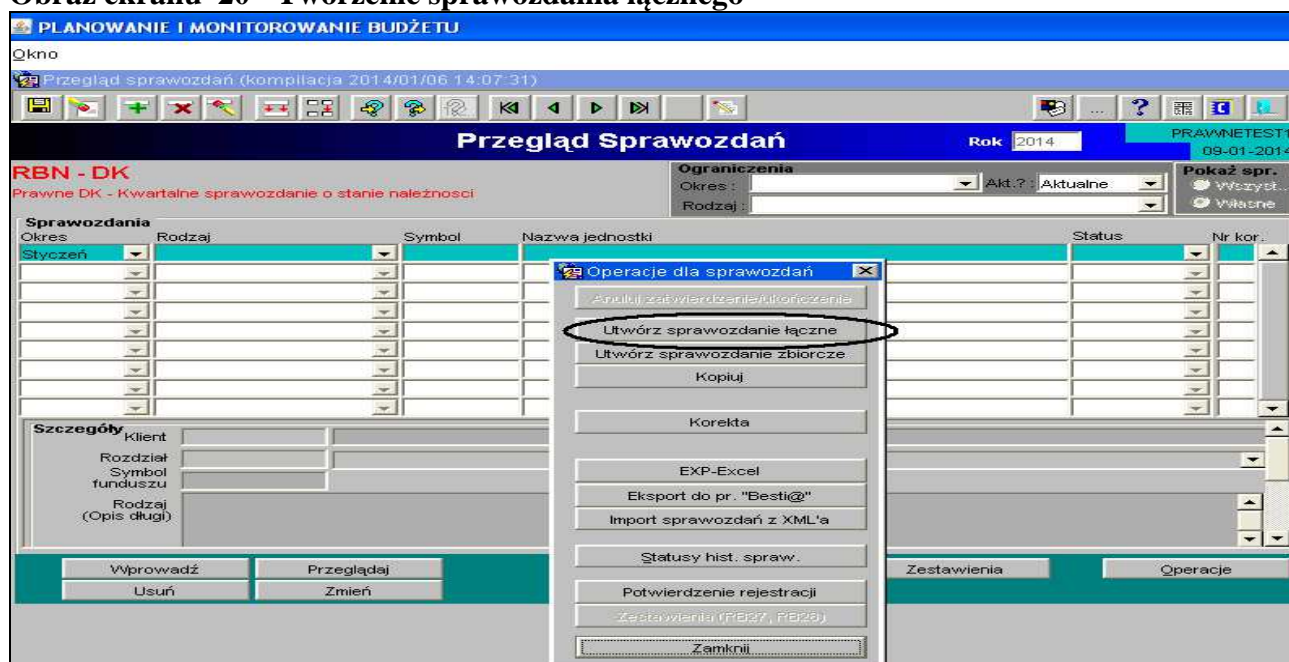 Obraz ekranu 20 - Tworzenie sprawozdania łącznego
PLANOWANIE I MONITOROWANIE BUDŻETU
Okno
Przegląd sprawozdań (kompilacja 2014/01/06 14:07:31)
Przegląd Sprawozdań
Rok 2014
PRAWNETEST1
09-01-2014
RBN - DK
Prawne DK - Kwartalne sprawozdanie o stanie należnosci
Ograniczenia
Okres :
Akt.? : Aktualne
Rodzaj :
Pokaż spr.
Wszyst..
Własne
Sprawozdania
Okres Rodzaj Symbol Nazwa jednostki Status Nr kor.
Styczeń
Operacje dla sprawozdań
Anuluj zatwierdzenie/ukończenie
Utwórz sprawozdanie łączne
Utwórz sprawozdanie zbiorcze
Kopiuj
Korekta
EXP-Excel
Eksport do pr. "Besti@"
Import sprawozdań z XML'a
Statusy hist. spraw.
Potwierdzenie rejestracji
Zestawienia (RB27, RB28)
Zamknij
Szczegóły
Klient
Rozdział
Symbol
funduszu
Rodzaj
(Opis długi)
Wprowadź Przeglądaj Zestawienia Operacje
Usuń Zmień